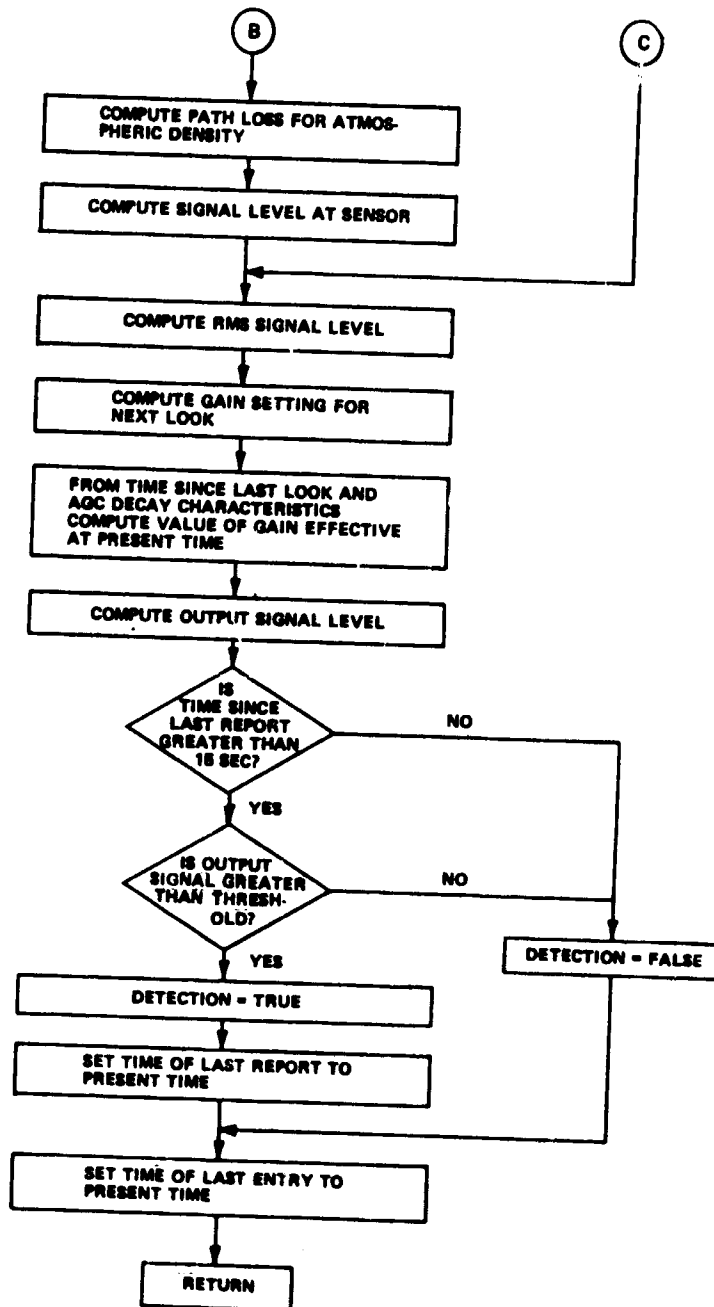 B
C
COMPUTE PATH LOSS FOR ATMOS-
PHERIC DENSITY
COMPUTE SIGNAL LEVEL AT SENSOR
COMPUTE RMS SIGNAL LEVEL
COMPUTE GAIN SETTING FOR
NEXT LOOK
FROM TIME SINCE LAST LOOK AND
AGC DECAY CHARACTERISTICS
COMPUTE VALUE OF GAIN EFFECTIVE
AT PRESENT TIME
COMPUTE OUTPUT SIGNAL LEVEL
IS
TIME SINCE
LAST REPORT
GREATER THAN
15 SEC?
NO
YES
IS OUTPUT
SIGNAL GREATER
THAN THRESH-
OLD?
NO
YES
DETECTION = FALSE
DETECTION = TRUE
SET TIME OF LAST REPORT TO
PRESENT TIME
SET TIME OF LAST ENTRY TO
PRESENT TIME
RETURN